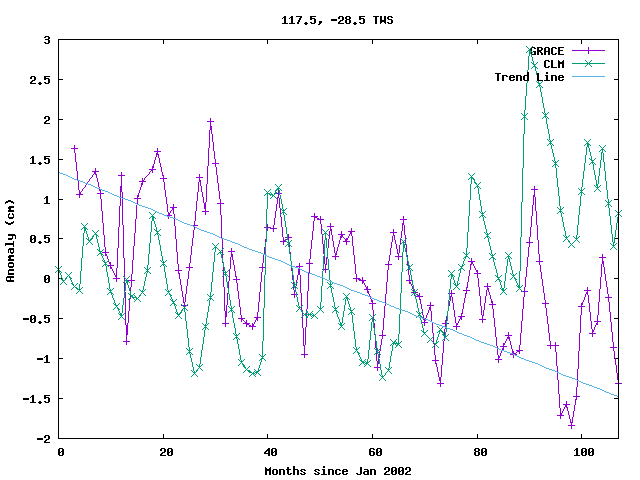 117.5, -28.5 TWS
GRACE
CLM
Trend Line
3
2.5
2
1.5
1
0.5
0
-0.5
-1
-1.5
-2
Anomaly (cm)
0 20 40 60 80 100
Months since Jan 2002